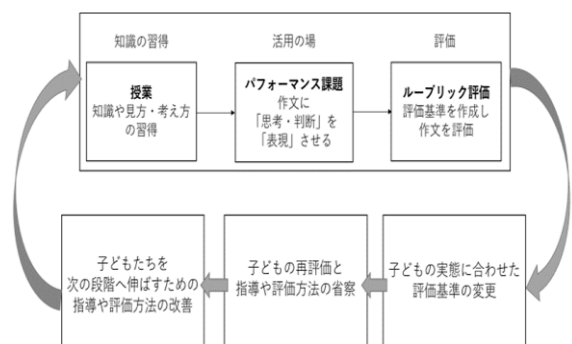 知識の習得
活用の場
評価
授業
知識や見方・考え方
の習得
パフォーマンス課題
作文に
「思考・判断」を
「表現」させる
ルーブリック評価
評価基準を作成し
作文を評価
子どもたちを
次の段階へ伸ばすための
指導や評価方法の改善
子どもの再評価と
指導や評価方法の省察
子どもの実態に合わせた
評価基準の変更